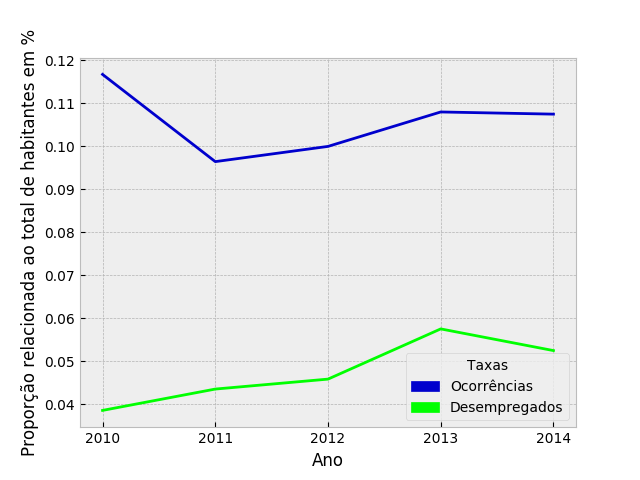 Proporção relacionada ao total de habitantes em %
0.12
0.11
0.10
0.09
0.08
0.07
0.06
0.05
0.04
Taxas
Ocorrências
Desempregados
2010 2011 2012 2013 2014
Ano